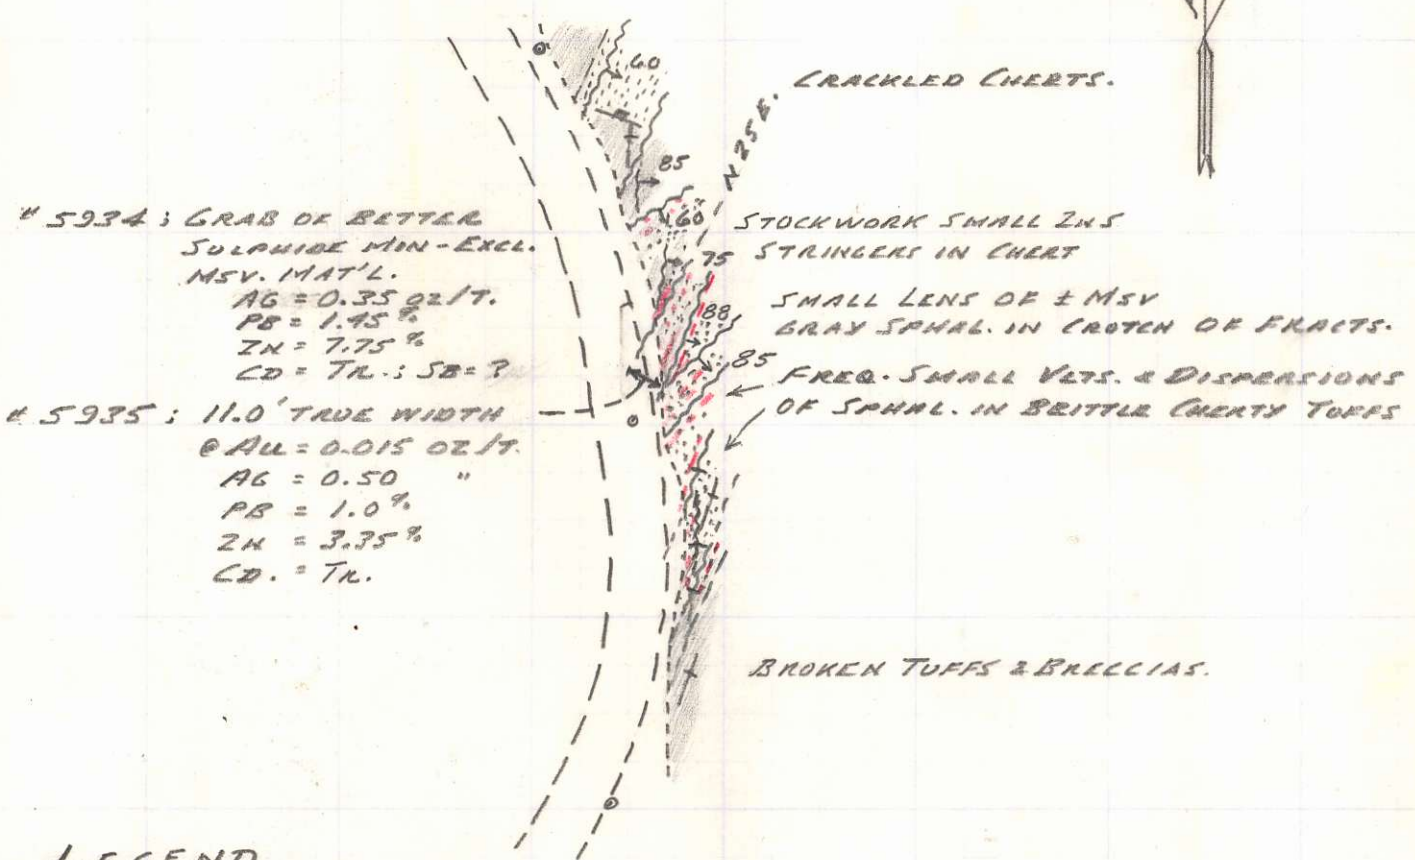 60
CRACKLED CHERTS.
N 25 E.
85
# 5934 ; GRAB OF BETTER
SULPHIDE MIN-EXCL.
MSV. MAT'L.
AG = 0.35 OZ/T.
PB = 1.45 %
ZN = 7.75 %
CD = TR. ; SB = ?
# 5935 ; 11.0' TRUE WIDTH
@ AU = 0.015 OZ/T.
AG = 0.50 "
PB = 1.0 %
ZN = 3.35 %
CD. = TR.
60
STOCKWORK SMALL ZNS
STRINGERS IN CHERT
75
SMALL LENS OF ± MSV
GRAY SPHAL. IN CROTCH OF FRACTS.
88
85
FREQ. SMALL VLTS. & DISPERSIONS
OF SPHAL. IN BRITTLE CHERTY TUFFS
BROKEN TUFFS & BRECCIAS.
LEGEND